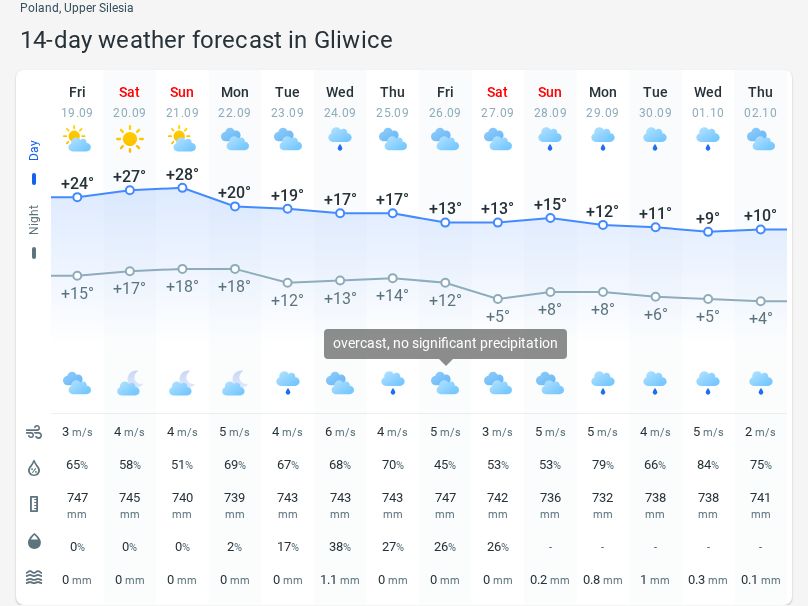 Poland, Upper Silesia
14-day weather forecast in Gliwice
Fri Sat Sun Mon Tue Wed Thu Fri Sat Sun Mon Tue Wed Thu
19.09 20.09 21.09 22.09 23.09 24.09 25.09 26.09 27.09 28.09 29.09 30.09 01.10 02.10
Day
+24° +27° +28° +20° +19° +17° +17° +13° +13° +15° +12° +11° +9° +10°
Night
+15° +17° +18° +18° +12° +13° +14° +12° +5° +8° +8° +6° +5° +4°
overcast, no significant precipitation
3 m/s 4 m/s 4 m/s 5 m/s 4 m/s 6 m/s 4 m/s 5 m/s 3 m/s 5 m/s 5 m/s 4 m/s 5 m/s 2 m/s
65% 58% 51% 69% 67% 68% 70% 45% 53% 53% 79% 66% 84% 75%
747 745 740 739 743 743 743 747 742 736 732 738 738 741
mm mm mm mm mm mm mm mm mm mm mm mm mm mm
0% 0% 0% 2% 17% 38% 27% 26% 26% - - - - -
0 mm 0 mm 0 mm 0 mm 0 mm 1.1 mm 0 mm 0 mm 0 mm 0.2 mm 0.8 mm 1 mm 0.3 mm 0.1 mm